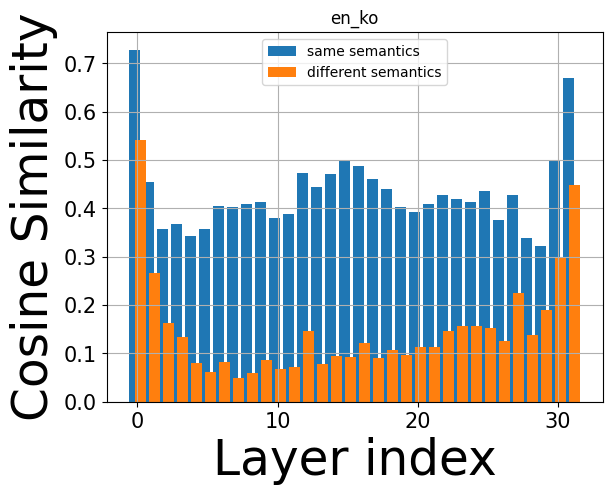 en_ko
same semantics
different semantics
Cosine Similarity
0.7
0.6
0.5
0.4
0.3
0.2
0.1
0.0
0 10 20 30
Layer index